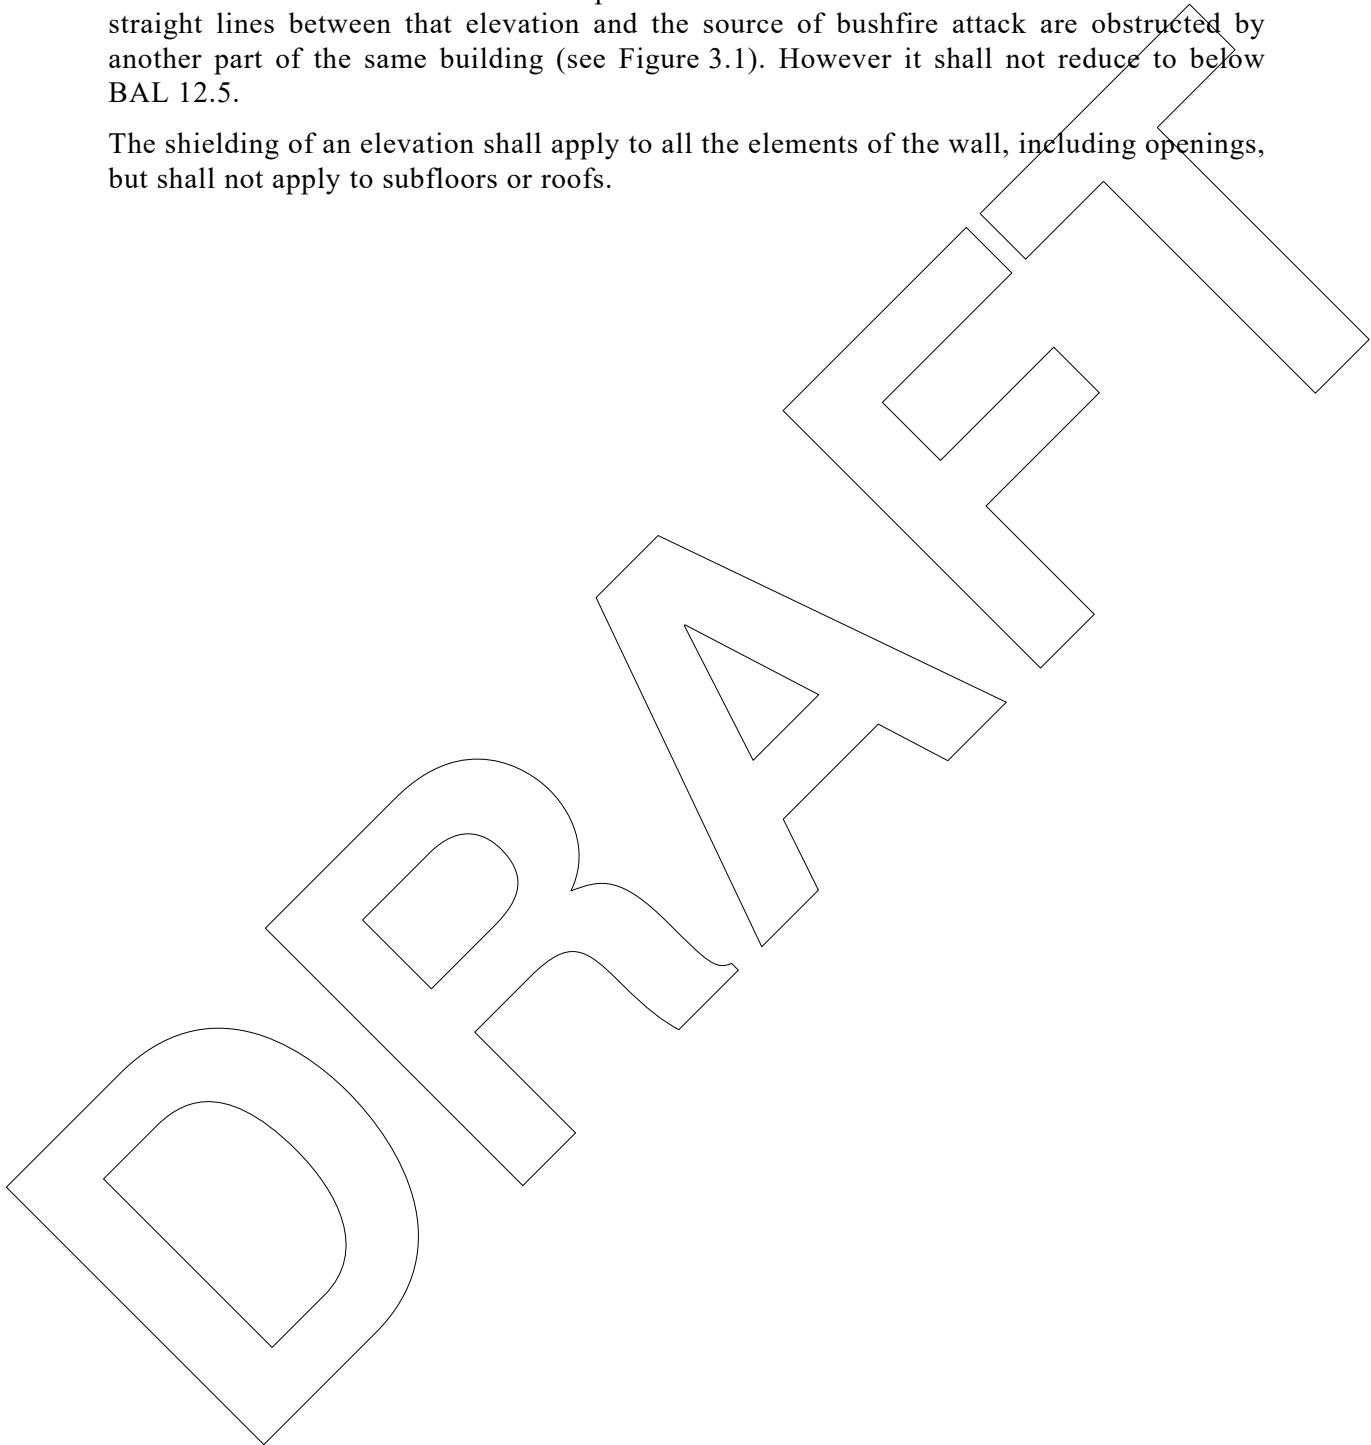 straight lines between that elevation and the source of bushfire attack are obstructed by
another part of the same building (see Figure 3.1). However it shall not reduce to below
BAL 12.5.
The shielding of an elevation shall apply to all the elements of the wall, including openings,
but shall not apply to subfloors or roofs.
DRAFT